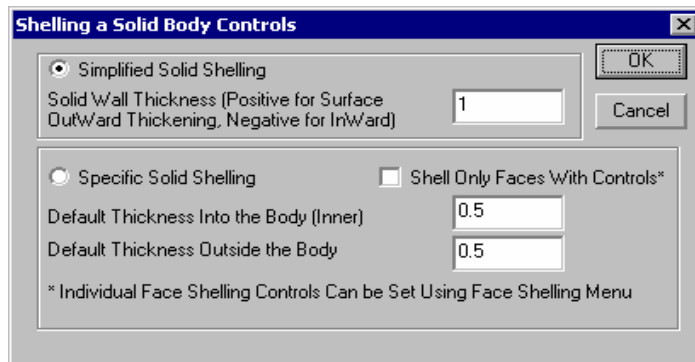 Shelling a Solid Body Controls
Simplified Solid Shelling
OK
Solid Wall Thickness (Positive for Surface
OutWard Thickening, Negative for InWard)
1
Cancel
Specific Solid Shelling
Shell Only Faces With Controls*
Default Thickness Into the Body (Inner)
0.5
Default Thickness Outside the Body
0.5
* Individual Face Shelling Controls Can be Set Using Face Shelling Menu